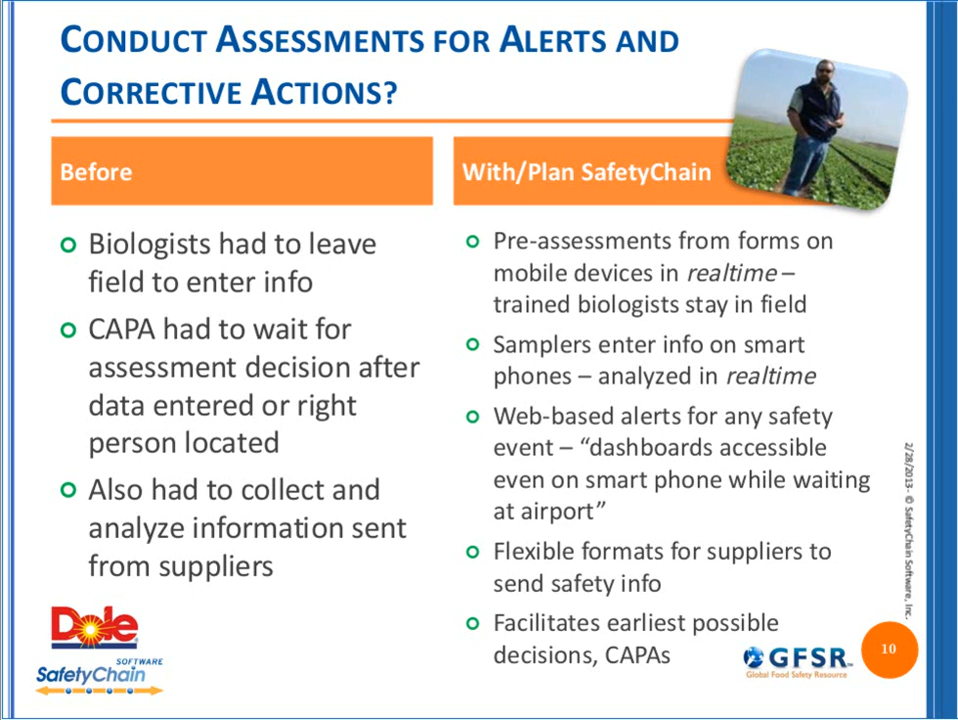 CONDUCT ASSESSMENTS FOR ALERTS AND
CORRECTIVE ACTIONS?
Before
Biologists had to leave
field to enter info
CAPA had to wait for
assessment decision after
data entered or right
person located
Also had to collect and
analyze information sent
from suppliers
With/Plan SafetyChain
Pre-assessments from forms on
mobile devices in realtime –
trained biologists stay in field
Samplers enter info on smart
phones – analyzed in realtime
Web-based alerts for any safety
event – “dashboards accessible
even on smart phone while waiting
at airport”
Flexible formats for suppliers to
send safety info
Facilitates earliest possible
decisions, CAPAs
2/28/2013- © SafetyChain Software, Inc.
Dole
SOFTWARE
SafetyChain
GFSR™
Global Food Safety Resource
10